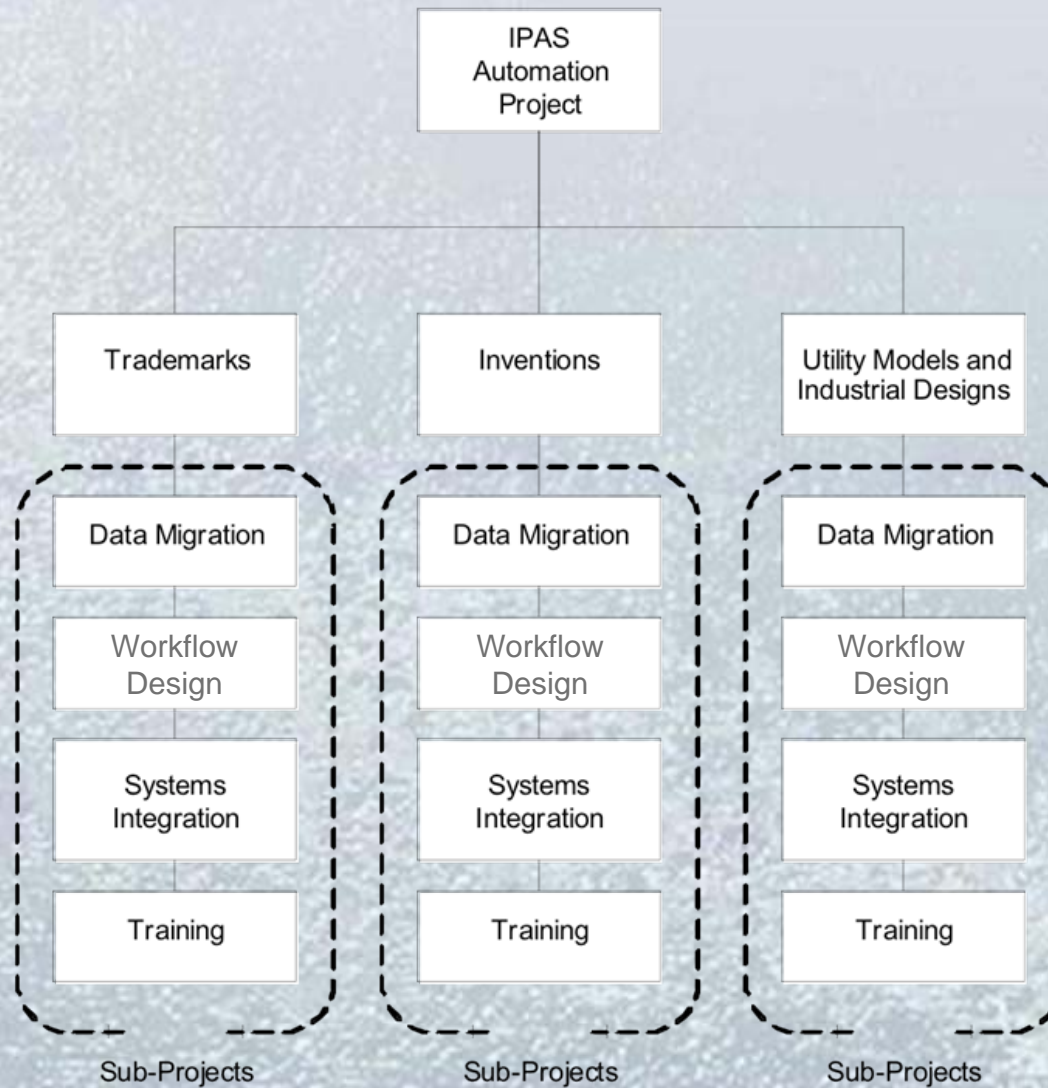 IPAS
Automation
Project
Trademarks
Inventions
Utility Models and
Industrial Designs
Data Migration
Data Migration
Data Migration
Workflow
Design
Workflow
Design
Workflow
Design
Systems
Integration
Systems
Integration
Systems
Integration
Training
Training
Training
Sub-Projects
Sub-Projects
Sub-Projects